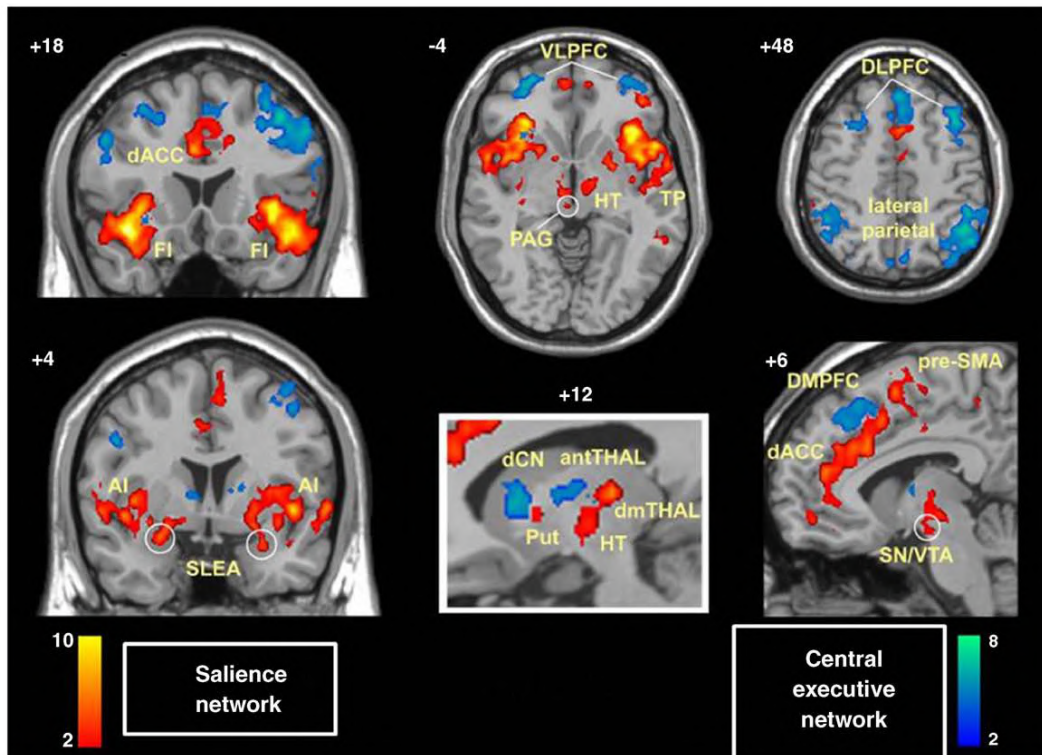 +18
dACC
FI
FI
-4
VLPFC
HT
TP
PAG
+48
DLPFC
lateral
parietal
+4
AI
AI
SLEA
+12
dCN
antTHAL
dmTHAL
Put
HT
+6
pre-SMA
DMPFC
dACC
SN/VTA
10
2
Salience
network
Central
executive
network
8
2